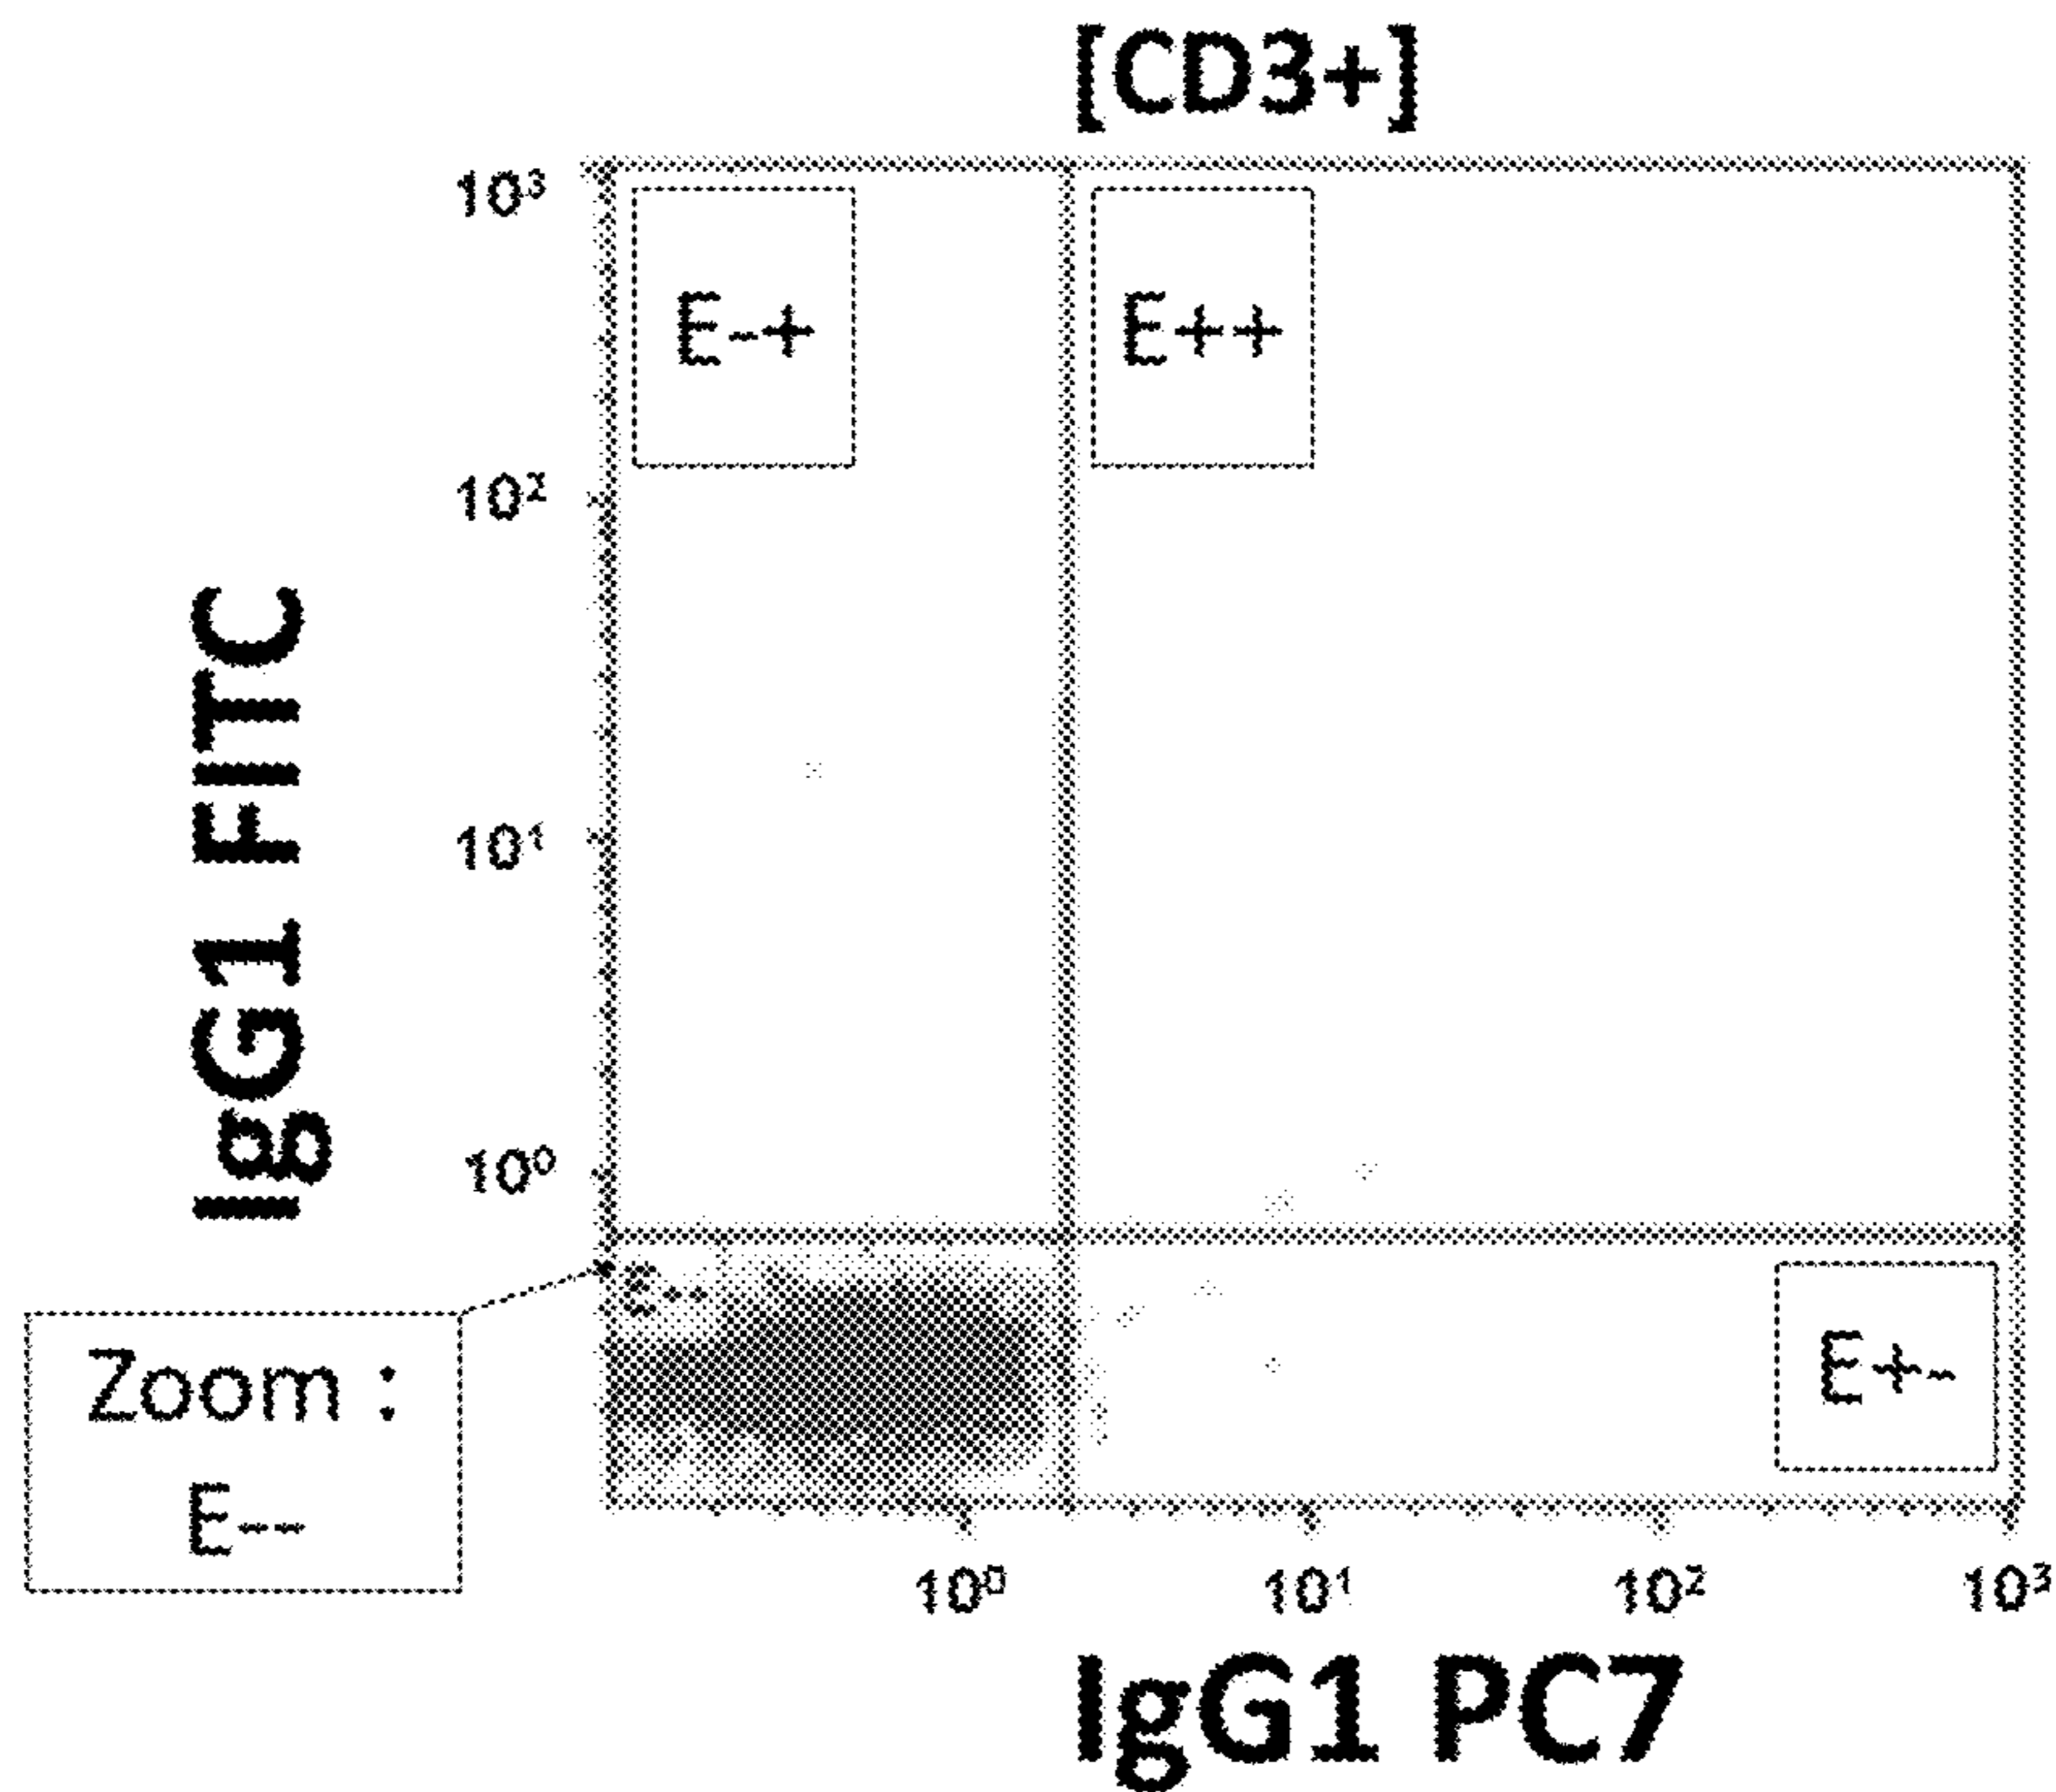 [CD3+]
10³
E-+
E++
10²
IgG1 FITC
10¹
10⁰
E--
E+-
Zoom :
E--
10⁰
10¹
10²
10³
IgG1 PC7